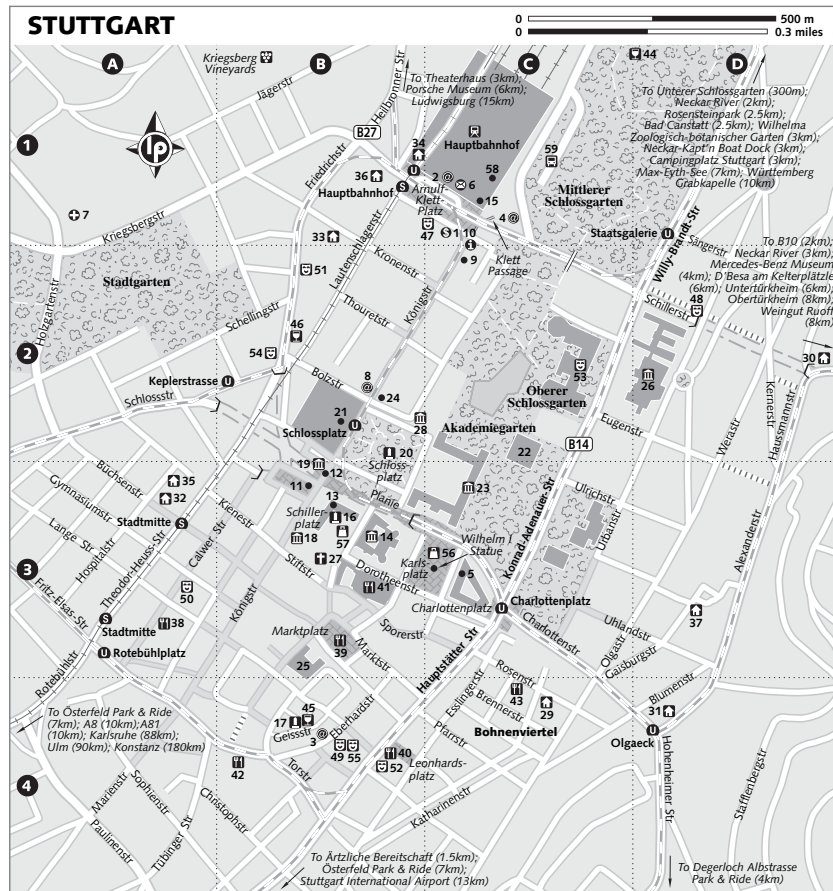 STUTTGART
0 500 m
0 0.3 miles
A
B
C
D
1
2
3
4
lp
Kriegsberg
Vineyards
Jägerstr
Heilbronner Str
B27
To Theaterhaus (3km);
Porsche Museum (6km);
Ludwigsburg (15km)
44
To Unterer Schlossgarten (300m);
Neckar River (2km);
Rosensteinpark (2.5km);
Bad Canstatt (2.5km); Wilhelma
Zoologisch-botanischer Garten (3km);
Neckar-Kapt'n Boat Dock (3km);
Campingplatz Stuttgart (3km);
Max-Eyth-See (7km); Württemberg
Grabkapelle (10km)
Friedrichstr
34
Hauptbahnhof
59
58
36
Hauptbahnhof
2 @
6
Arnulf-
Klett-
Platz
15
4 @
Mittlerer
Schlossgarten
7
Kriegsbergstr
47
1 10
Klett
Passage
Staatsgalerie
Willy-Brandt-Str
Sängerstr
33
Lautenschlagerstr
9
Kronenstr
51
Stadtgarten
Holzgartenstr
To B10 (2km);
Neckar River (3km);
Mercedes-Benz Museum
(4km); D'Besa am Kelterplätzle
(6km); Untertürkheim (6km);
Obertürkheim (8km);
Weingut Ruoff
(8km)
Schellingstr
Thouretstr
Königstr
46
48
Schillerstr
54
30
Keplerstrasse
8
@
Bolzstr
24
53
26
Schlossstr
21
Schlossplatz
28
Oberer
Schlossgarten
Akademiegarten
Eugenstr
B14
Werastr
Kernerstr
Haussmannstr
20
Schloss-
platz
22
Büchsenstr
35
19
12
Gymnasiumstr
32
11
23
Ulrichstr
Kienestr
13
Planie
Lange Str
Stadtmitte
Schiller-
platz
16
57
Wilhelm I
Statue
Konrad-Adenauer-Str
Urbanstr
Hospitalstr
Calwer Str
18
14
56
Alexanderstr
Theodor-Heuss-Str
Stiftstr
27
Dorotheenstr
Karls-
platz
5
Fritz-Elsas-Str
50
41
Charlottenplatz
Charlottenplatz
Königstr
37
Stadtmitte
38
Marktplatz
Sporerstr
Charlottenstr
Uhlandstr
Rotebühlplatz
39
Marktstr
Hauptstätter Str
Olgastr
Gaisburgstr
Rotebühlstr
25
Rosenstr
Esslingerstr
43
Brennerstr
29
Blumenstr
31
To Österfeld Park & Ride
(7km); A8 (10km);A81
(10km); Karlsruhe (88km);
Ulm (90km); Konstanz (180km)
45
17
Geissstr
3 @
Eberhardstr
Bohnenviertel
Olgaeck
49 55
40
Pfarrstr
42
52
Leonhards-
platz
Torstr
Hohenheimer Str
Katharinenstr
Marienstr
Sophienstr
Christophstr
Paulinenstr
Tübinger Str
Stafflenbergstr
To Ärtzliche Bereitschaft (1.5km);
Österfeld Park & Ride (7km);
Stuttgart International Airport (13km)
To Degerloch Albstrasse
Park & Ride (4km)